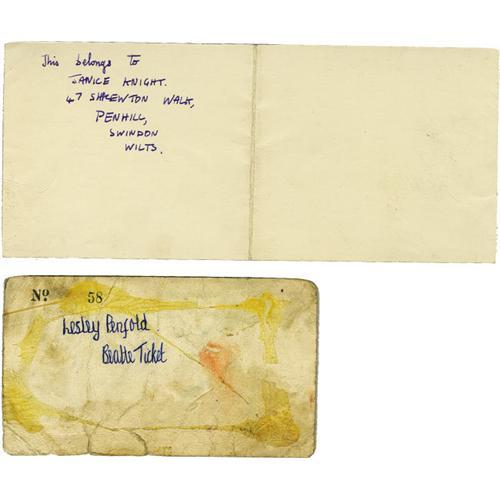 This belongs to
JANICE KNIGHT.
47 SHREWTON WALK,
PENHILL,
SWINDON
WILTS.
Nº 58
Lesley Penfold.
Beatle Ticket